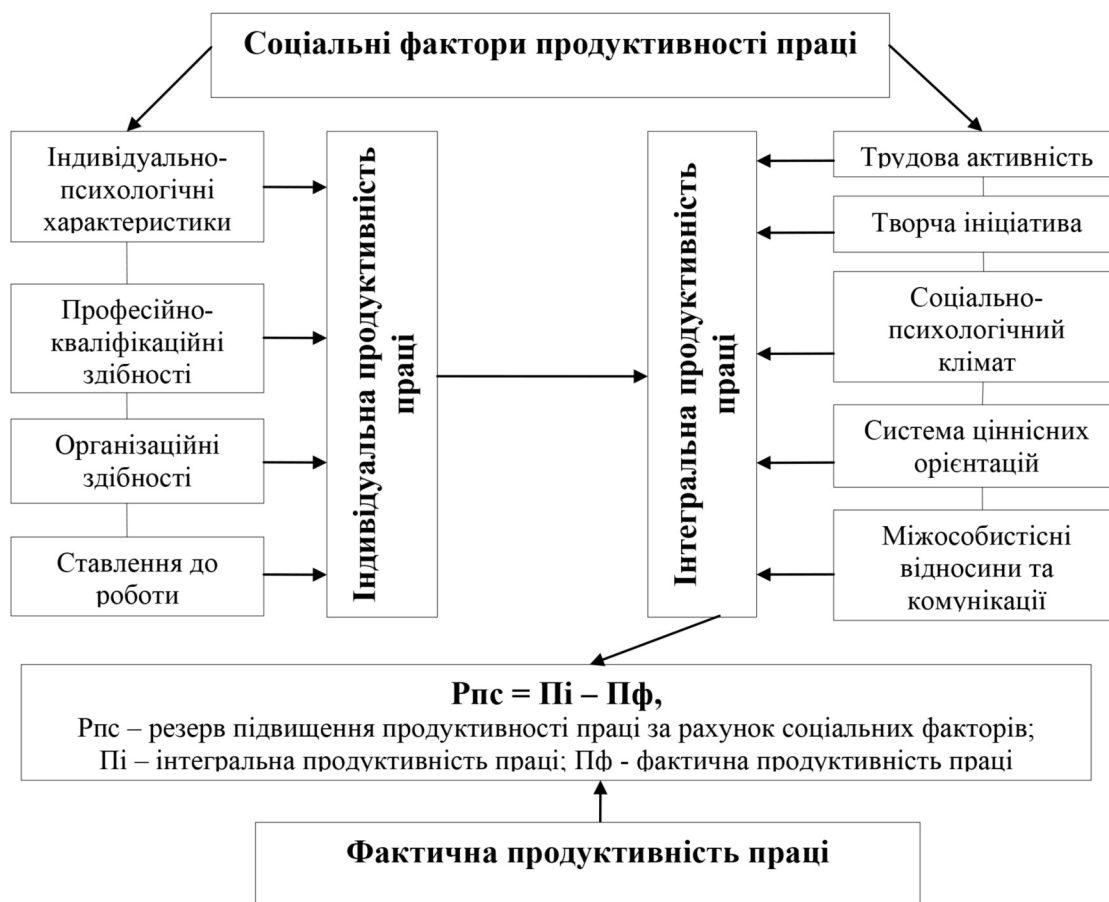 Соціальні фактори продуктивності праці
Індивідуально-
психологічні
характеристики
Професійно-
кваліфікаційні
здібності
Організаційні
здібності
Ставлення до
роботи
Індивідуальна продуктивність
праці
Інтегральна продуктивність
праці
Трудова активність
Творча ініціатива
Соціально-
психологічний
клімат
Система ціннісних
орієнтацій
Міжособистісні
відносини та
комунікації
Рпс = Пі – Пф,
Рпс – резерв підвищення продуктивності праці за рахунок соціальних факторів;
Пі – інтегральна продуктивність праці; Пф - фактична продуктивність праці
Фактична продуктивність праці